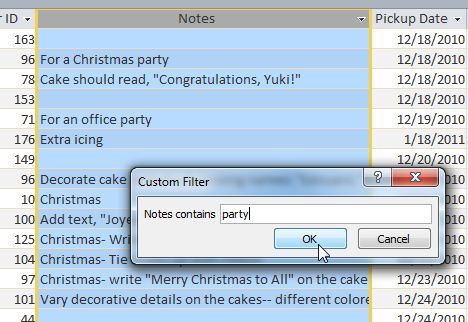 r ID Notes Pickup Date
163 12/18/2010
96 For a Christmas party 12/18/2010
78 Cake should read, "Congratulations, Yuki!" 12/18/2010
153 12/18/2010
71 For an office party 12/19/2010
176 Extra icing 1/18/2011
149 12/20/2010
96 Decorate cake
Custom Filter
10 Christmas
Notes contains party
100 Add text, "Joye
125 Christmas- Wri
OK Cancel
104 Christmas- Tie
97 Christmas- write "Merry Christmas to All" on the cake 12/23/2010
101 Vary decorative details on the cakes-- different colore 12/24/2010
44 12/24/2010